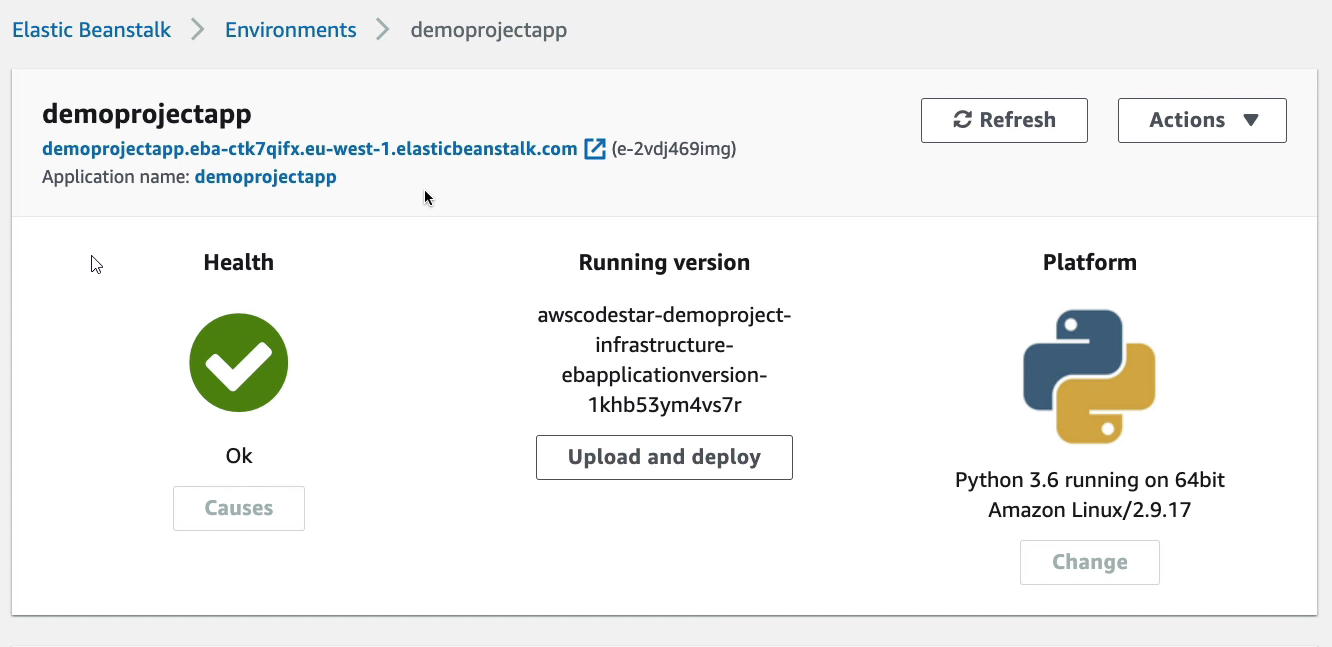 Elastic Beanstalk > Environments > demoprojectapp
demoprojectapp
Refresh
Actions ▼
demoprojectapp.eba-ctk7qifx.eu-west-1.elasticbeanstalk.com (e-2vdj469img)
Application name: demoprojectapp
Health
Ok
Causes
Running version
awscodestar-demoproject-
infrastructure-
ebapplicationversion-
1khb53ym4vs7r
Upload and deploy
Platform
Python 3.6 running on 64bit
Amazon Linux/2.9.17
Change